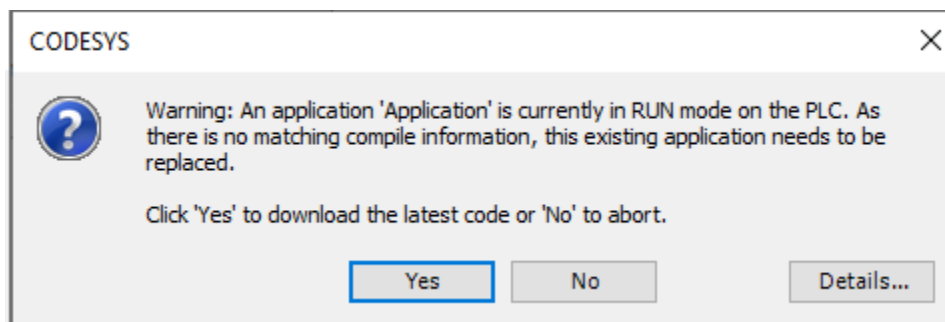 CODESYS
Warning: An application 'Application' is currently in RUN mode on the PLC. As
there is no matching compile information, this existing application needs to be
replaced.
Click 'Yes' to download the latest code or 'No' to abort.
Yes No Details...